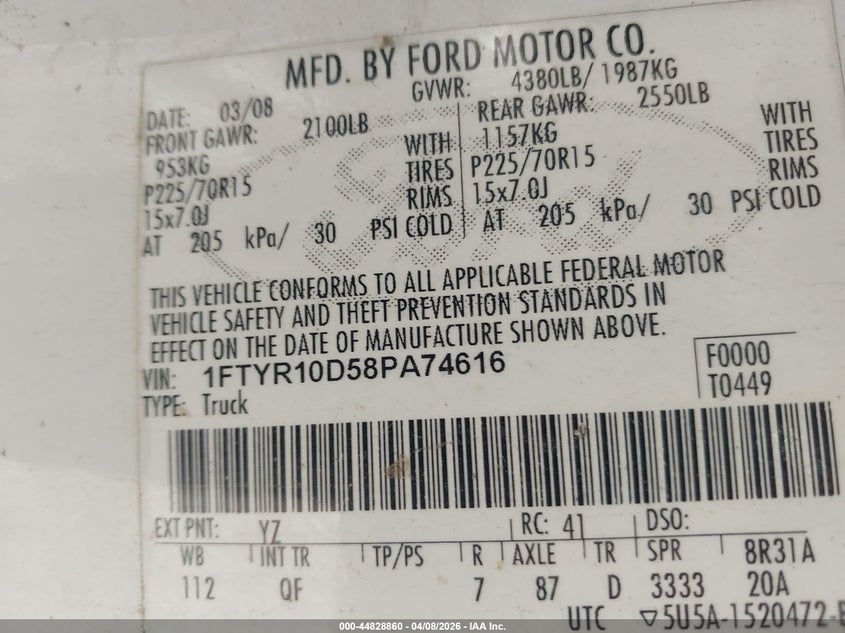 MFD. BY FORD MOTOR CO.
DATE: 03/08 GVWR: 4380LB/ 1987KG
FRONT GAWR: 2100LB REAR GAWR: 2550LB
953KG WITH 1157KG WITH
P225/70R15 TIRES P225/70R15 TIRES
15x7.0J RIMS 15x7.0J RIMS
AT 205 kPa/ 30 PSI COLD AT 205 kPa/ 30 PSI COLD
THIS VEHICLE CONFORMS TO ALL APPLICABLE FEDERAL MOTOR
VEHICLE SAFETY AND THEFT PREVENTION STANDARDS IN
EFFECT ON THE DATE OF MANUFACTURE SHOWN ABOVE.
VIN: 1FTYR10D58PA74616 F0000
TYPE: Truck T0449
EXT PNT: YZ RC: 41 DSO:
WB INT TR TP/PS R AXLE TR SPR 8R31A
112 QF 7 87 D 3333 20A
UTC ▽5U5A-1520472-
000-44828860 - 04/08/2026 - IAA Inc.